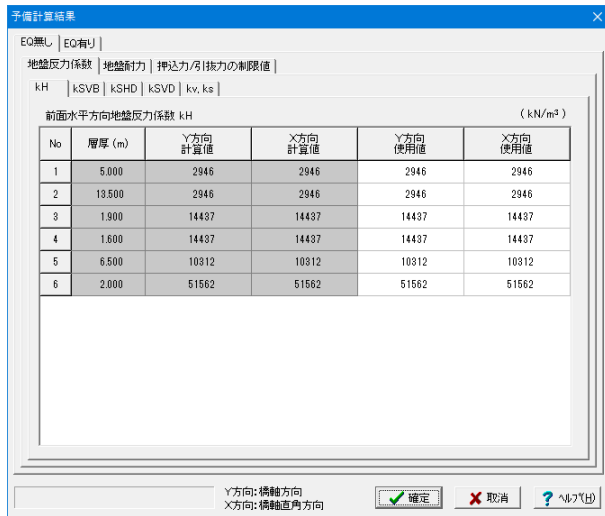 予備計算結果
EQ無し EQ有り
地盤反力係数 地盤耐力 押込力/引抜力の制限値
kH kSVB kSHD kSVD kv, ks
前面水平方向地盤反力係数 kH (kN/m³)
No 層厚(m) Y方向計算値 X方向計算値 Y方向使用値 X方向使用値
1 5.000 2946 2946 2946 2946
2 13.500 2946 2946 2946 2946
3 1.900 14437 14437 14437 14437
4 1.600 14437 14437 14437 14437
5 6.500 10312 10312 10312 10312
6 2.000 51562 51562 51562 51562
Y方向:橋軸方向
X方向:橋軸直角方向
確定 取消 ? ヘルプ(H)